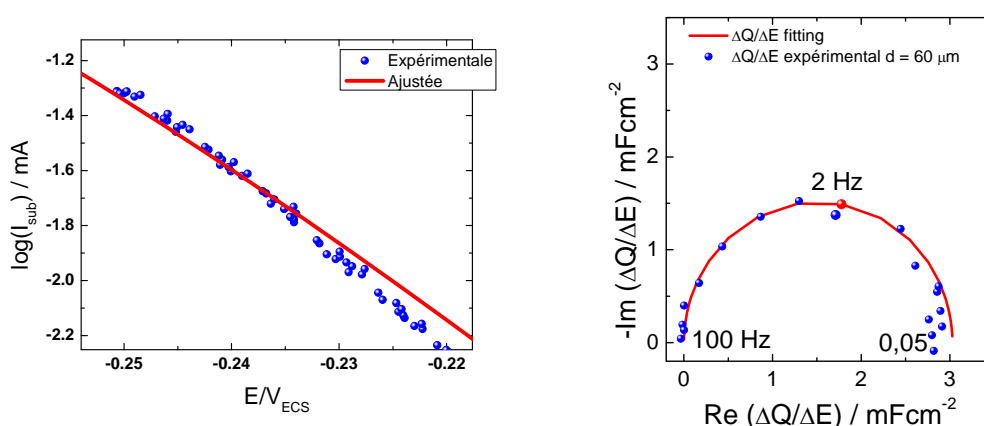 -1.2
-1.4
-1.6
-1.8
-2.0
-2.2
log(I_sub) / mA
-0.25
-0.24
-0.23
-0.22
E/V_ECS
Expérimentale
Ajustée
3
2
1
0
-Im (ΔQ/ΔE) / mFcm⁻²
ΔQ/ΔE fitting
ΔQ/ΔE expérimental d = 60 μm
2 Hz
100 Hz
0,05
0
1
2
3
Re (ΔQ/ΔE) / mFcm⁻²